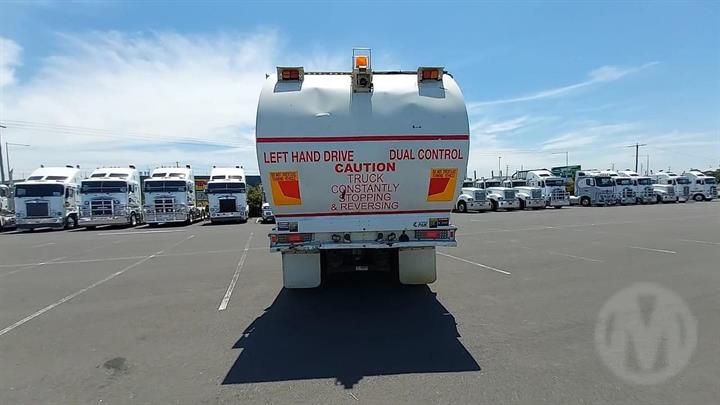 LEFT HAND DRIVE DUAL CONTROL
CAUTION
TRUCK
CONSTANTLY
STOPPING
& REVERSING
M